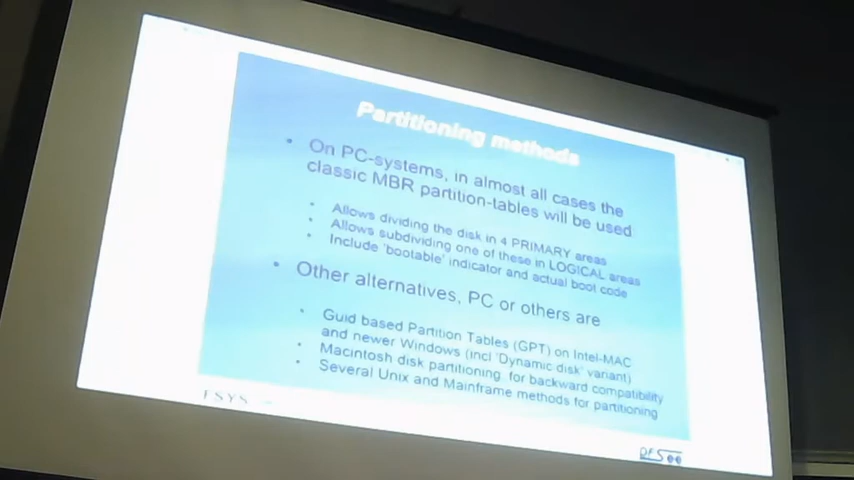 Partitioning methods
• On PC-systems, in almost all cases the
classic MBR partition-tables will be used
• Allows dividing the disk in 4 PRIMARY areas
• Allows subdividing one of these in LOGICAL areas
• Include 'bootable' indicator and actual boot code
• Other alternatives, PC or others are
• Guid based Partition Tables (GPT) on Intel-MAC
and newer Windows (incl 'Dynamic disk' variant)
• Macintosh disk partitioning for backward compatibility
• Several Unix and Mainframe methods for partitioning
FSYS
DFSee